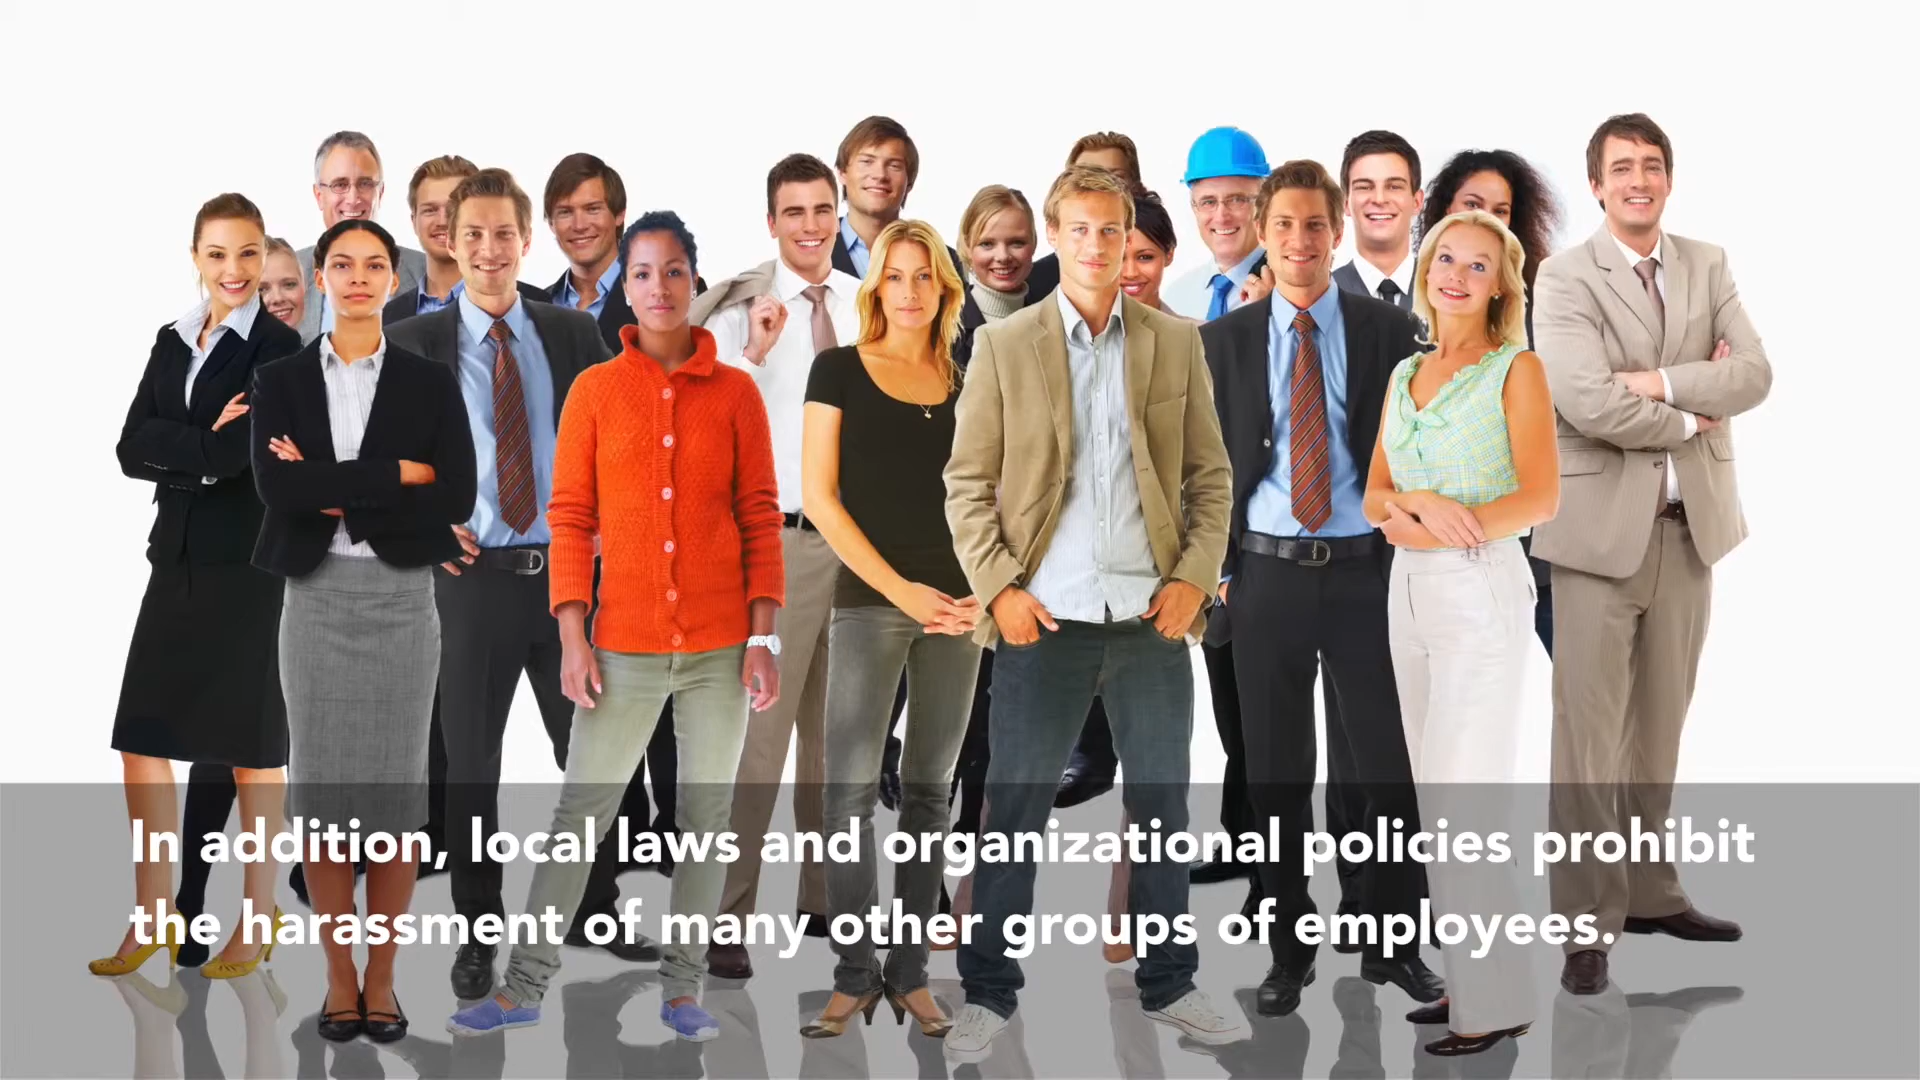 In addition, local laws and organizational policies prohibit
the harassment of many other groups of employees.